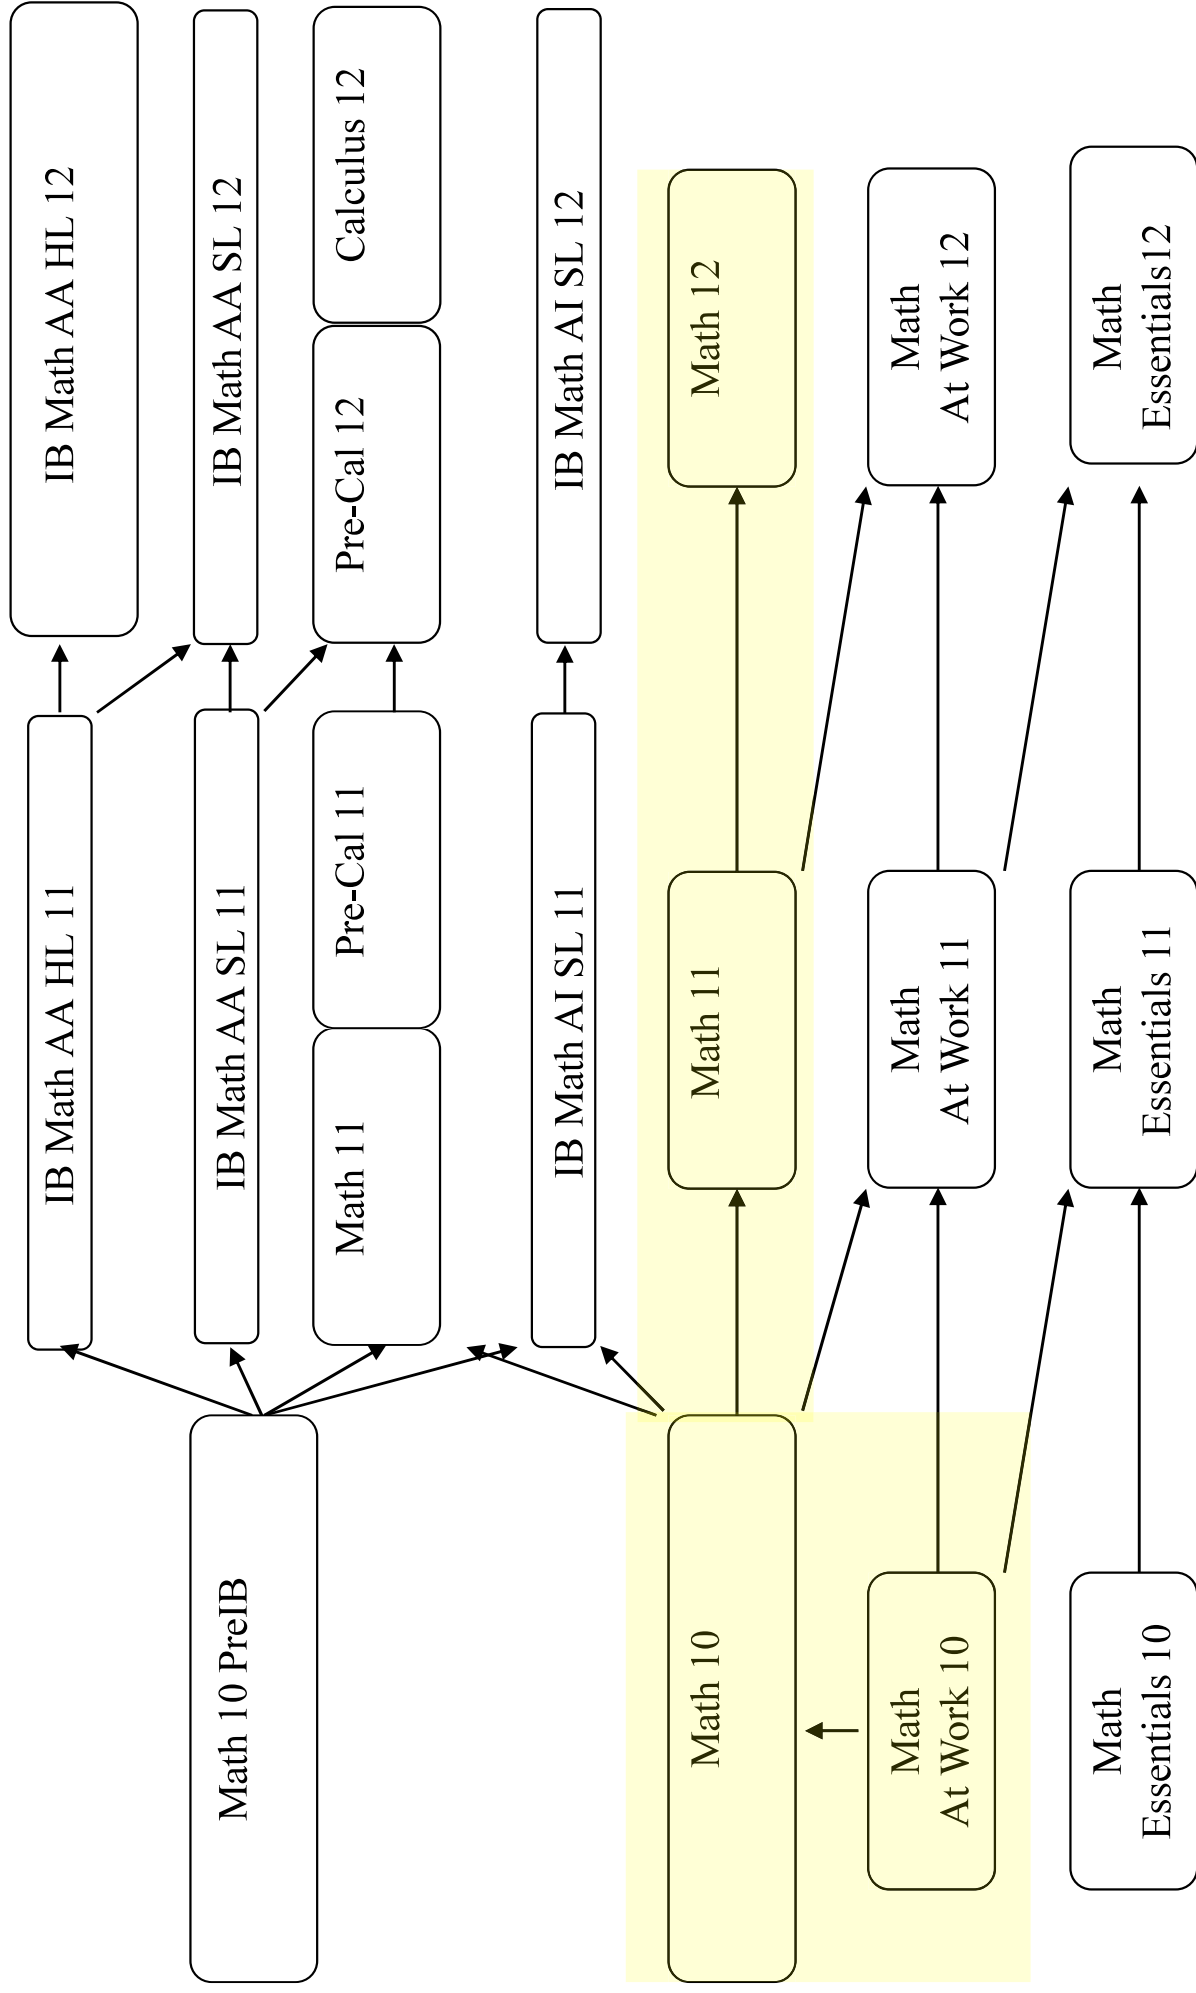 Math 10 PreIB
IB Math AA HL 11
IB Math AA HL 12
IB Math AA SL 11
IB Math AA SL 12
Math 11
Pre-Cal 11
Pre-Cal 12
Calculus 12
IB Math AI SL 11
IB Math AI SL 12
Math 10
Math 11
Math 12
Math
At Work 10
Math
At Work 11
Math
At Work 12
Math
Essentials 10
Math
Essentials 11
Math
Essentials12